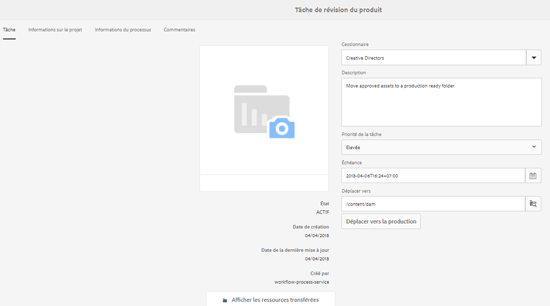 Tâche de révision du produit
Tâche
Informations sur le projet
Informations du processus
Commentaires
Cessionnaire
Creative Directors
Description
Move approved assets to a production ready folder
Priorité de la tâche
Elevée
Échéance
2018-04-06T16:24+07:00
Déplacer vers
/content/dam
Déplacer vers la production
État
ACTIF
Date de création
04/04/2018
Date de la dernière mise à jour
04/04/2018
Créé par
workflow-process-service
Afficher les ressources transférées